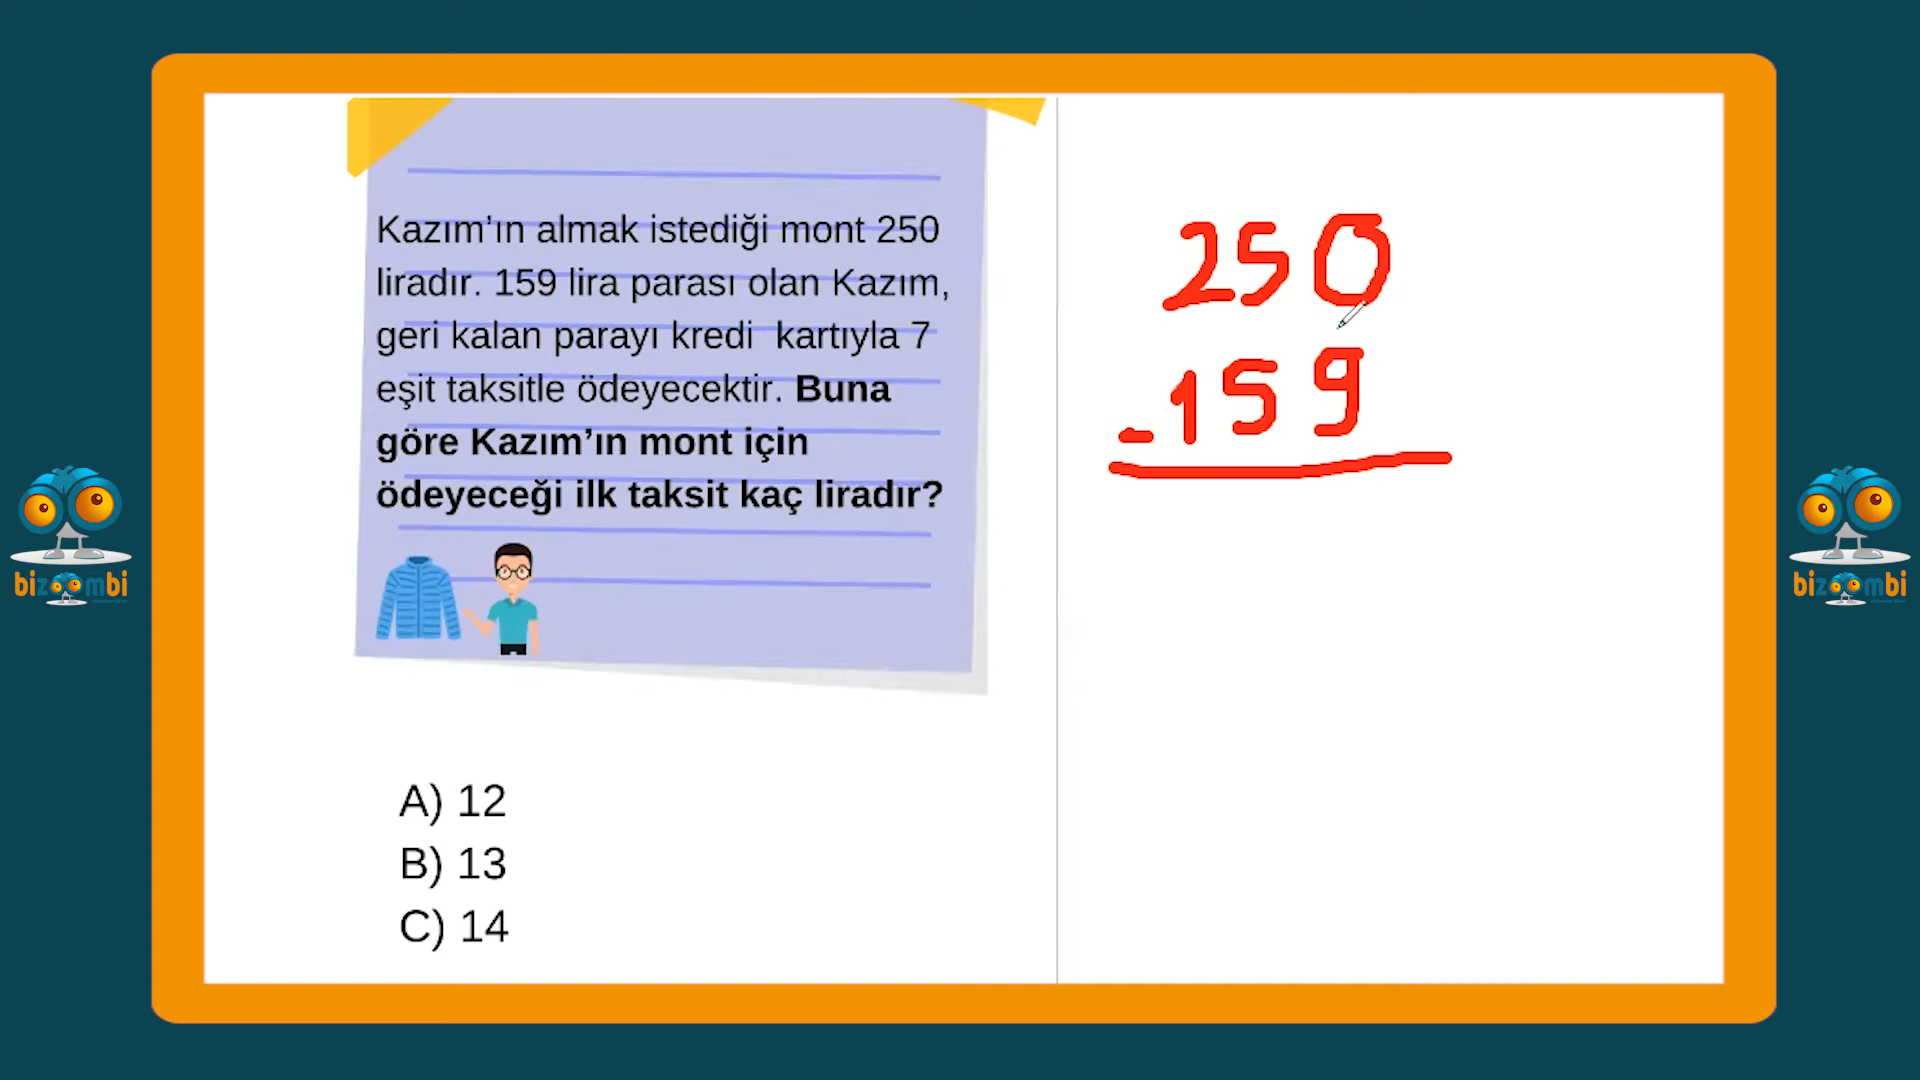 Kazım’ın almak istediği mont 250
liradır. 159 lira parası olan Kazım,
geri kalan parayı kredi kartıyla 7
eşit taksitle ödeyecektir. Buna
göre Kazım’ın mont için
ödeyeceği ilk taksit kaç liradır?
A) 12
B) 13
C) 14
250
-159
bizoombi
bizoombi